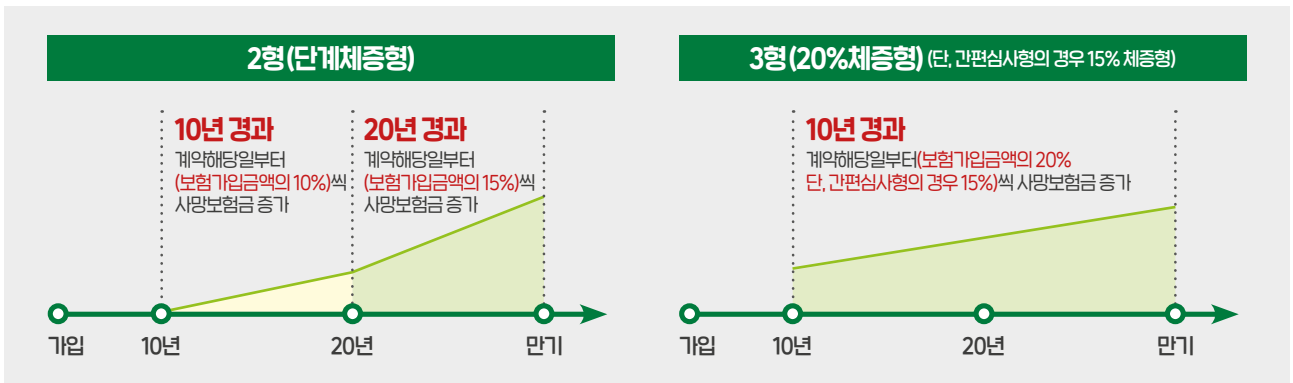 2형(단계체증형)
10년 경과
계약해당일부터
(보험가입금액의 10%)씩
사망보험금 증가
20년 경과
계약해당일부터
(보험가입금액의 15%)씩
사망보험금 증가
가입
10년
20년
만기
3형(20%체증형) (단, 간편심사형의 경우 15% 체증형)
10년 경과
계약해당일부터(보험가입금액의 20%
단, 간편심사형의 경우 15%)씩 사망보험금 증가
가입
10년
20년
만기